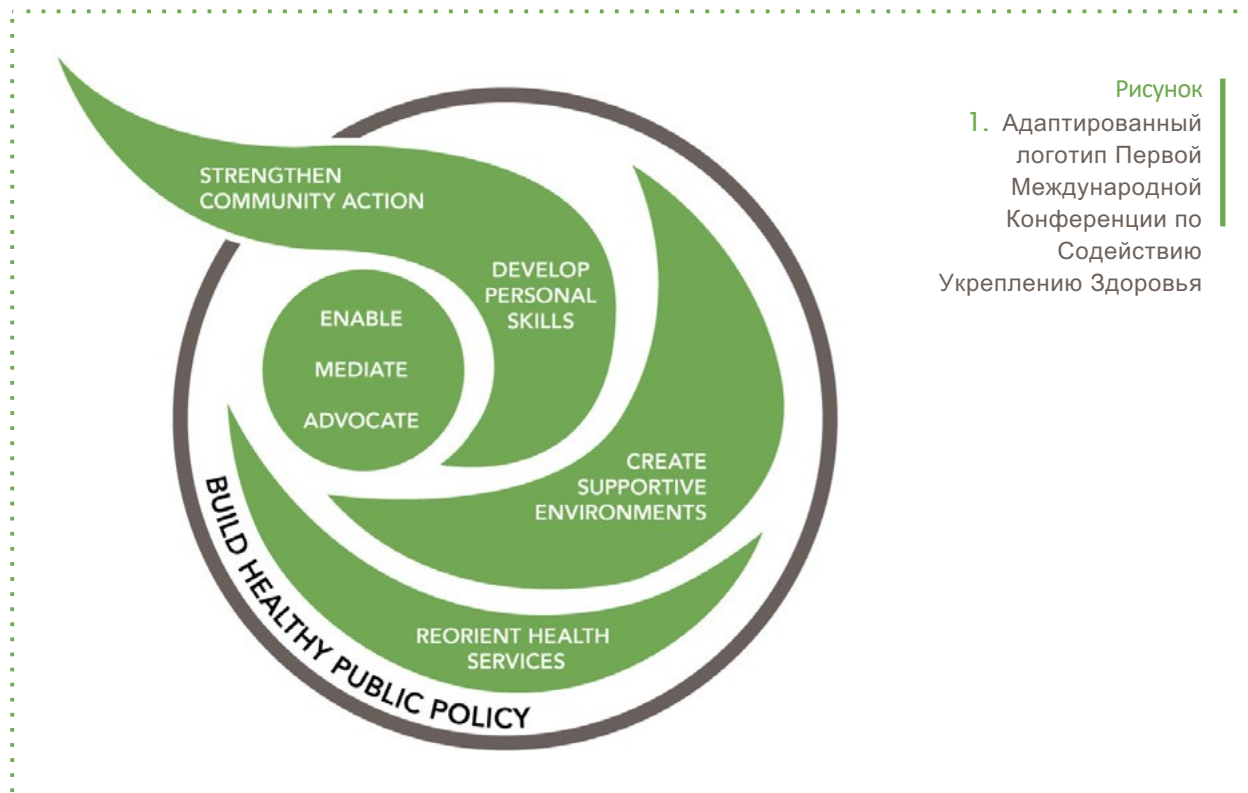 STRENGTHEN
COMMUNITY ACTION
DEVELOP
PERSONAL
SKILLS
ENABLE
MEDIATE
ADVOCATE
CREATE
SUPPORTIVE
ENVIRONMENTS
REORIENT HEALTH
SERVICES
BUILD HEALTHY PUBLIC POLICY
Рисунок
1. Адаптированный
логотип Первой
Международной
Конференции по
Содействию
Укреплению Здоровья